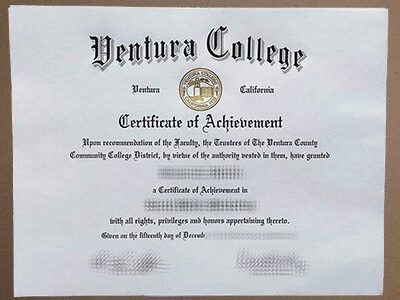 Ventura College
Ventura California
Certificate of Achievement
Upon recommendation of the Faculty, the Trustees of The Ventura County
Community College District, by virtue of the authority vested in them, have granted
a Certificate of Achievement in
with all rights, privileges and honors appertaining thereto.
Given on the fifteenth day of